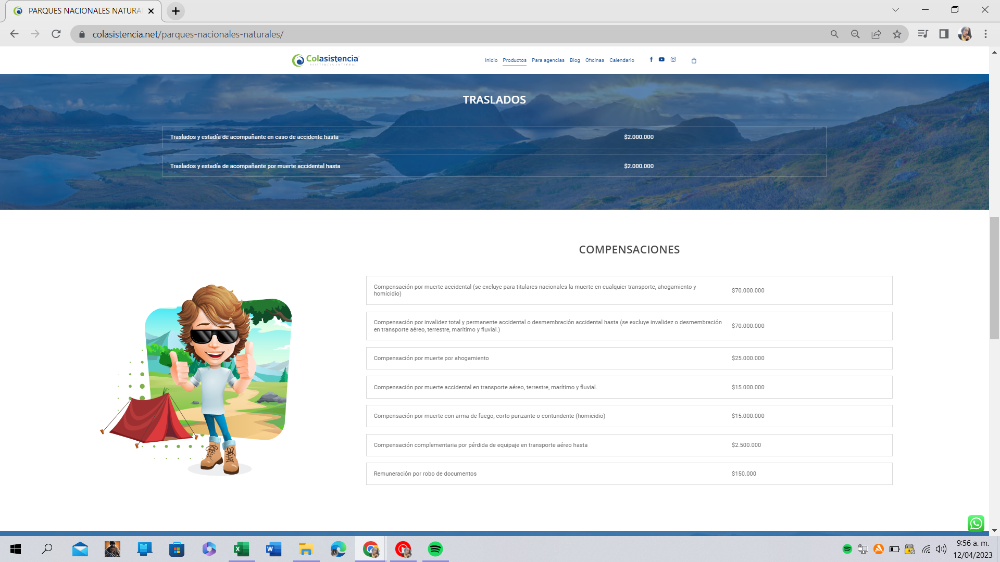 PARQUES NACIONALES NATURA
colasistencia.net/parques-nacionales-naturales/
Colasistencia
ASISTENCIA INTEGRAL
Inicio Productos Para agencias Blog Oficinas Calendario
TRASLADOS
Traslados y estadía de acompañante en caso de accidente hasta $2.000.000
Traslados y estadía de acompañante por muerte accidental hasta $2.000.000
COMPENSACIONES
Compensación por muerte accidental (se excluye para titulares nacionales la muerte en cualquier transporte, ahogamiento y
homicidio) $70.000.000
Compensación por invalidez total y permanente accidental o desmembración accidental hasta (se excluye invalidez o desmembración
en transporte aéreo, terrestre, marítimo y fluvial.) $70.000.000
Compensación por muerte por ahogamiento $25.000.000
Compensación por muerte accidental en transporte aéreo, terrestre, marítimo y fluvial. $15.000.000
Compensación por muerte con arma de fuego, corto punzante o contundente (homicidio) $15.000.000
Compensación complementaria por pérdida de equipaje en transporte aéreo hasta $2.500.000
Remuneración por robo de documentos $150.000
9:56 a. m.
12/04/2023